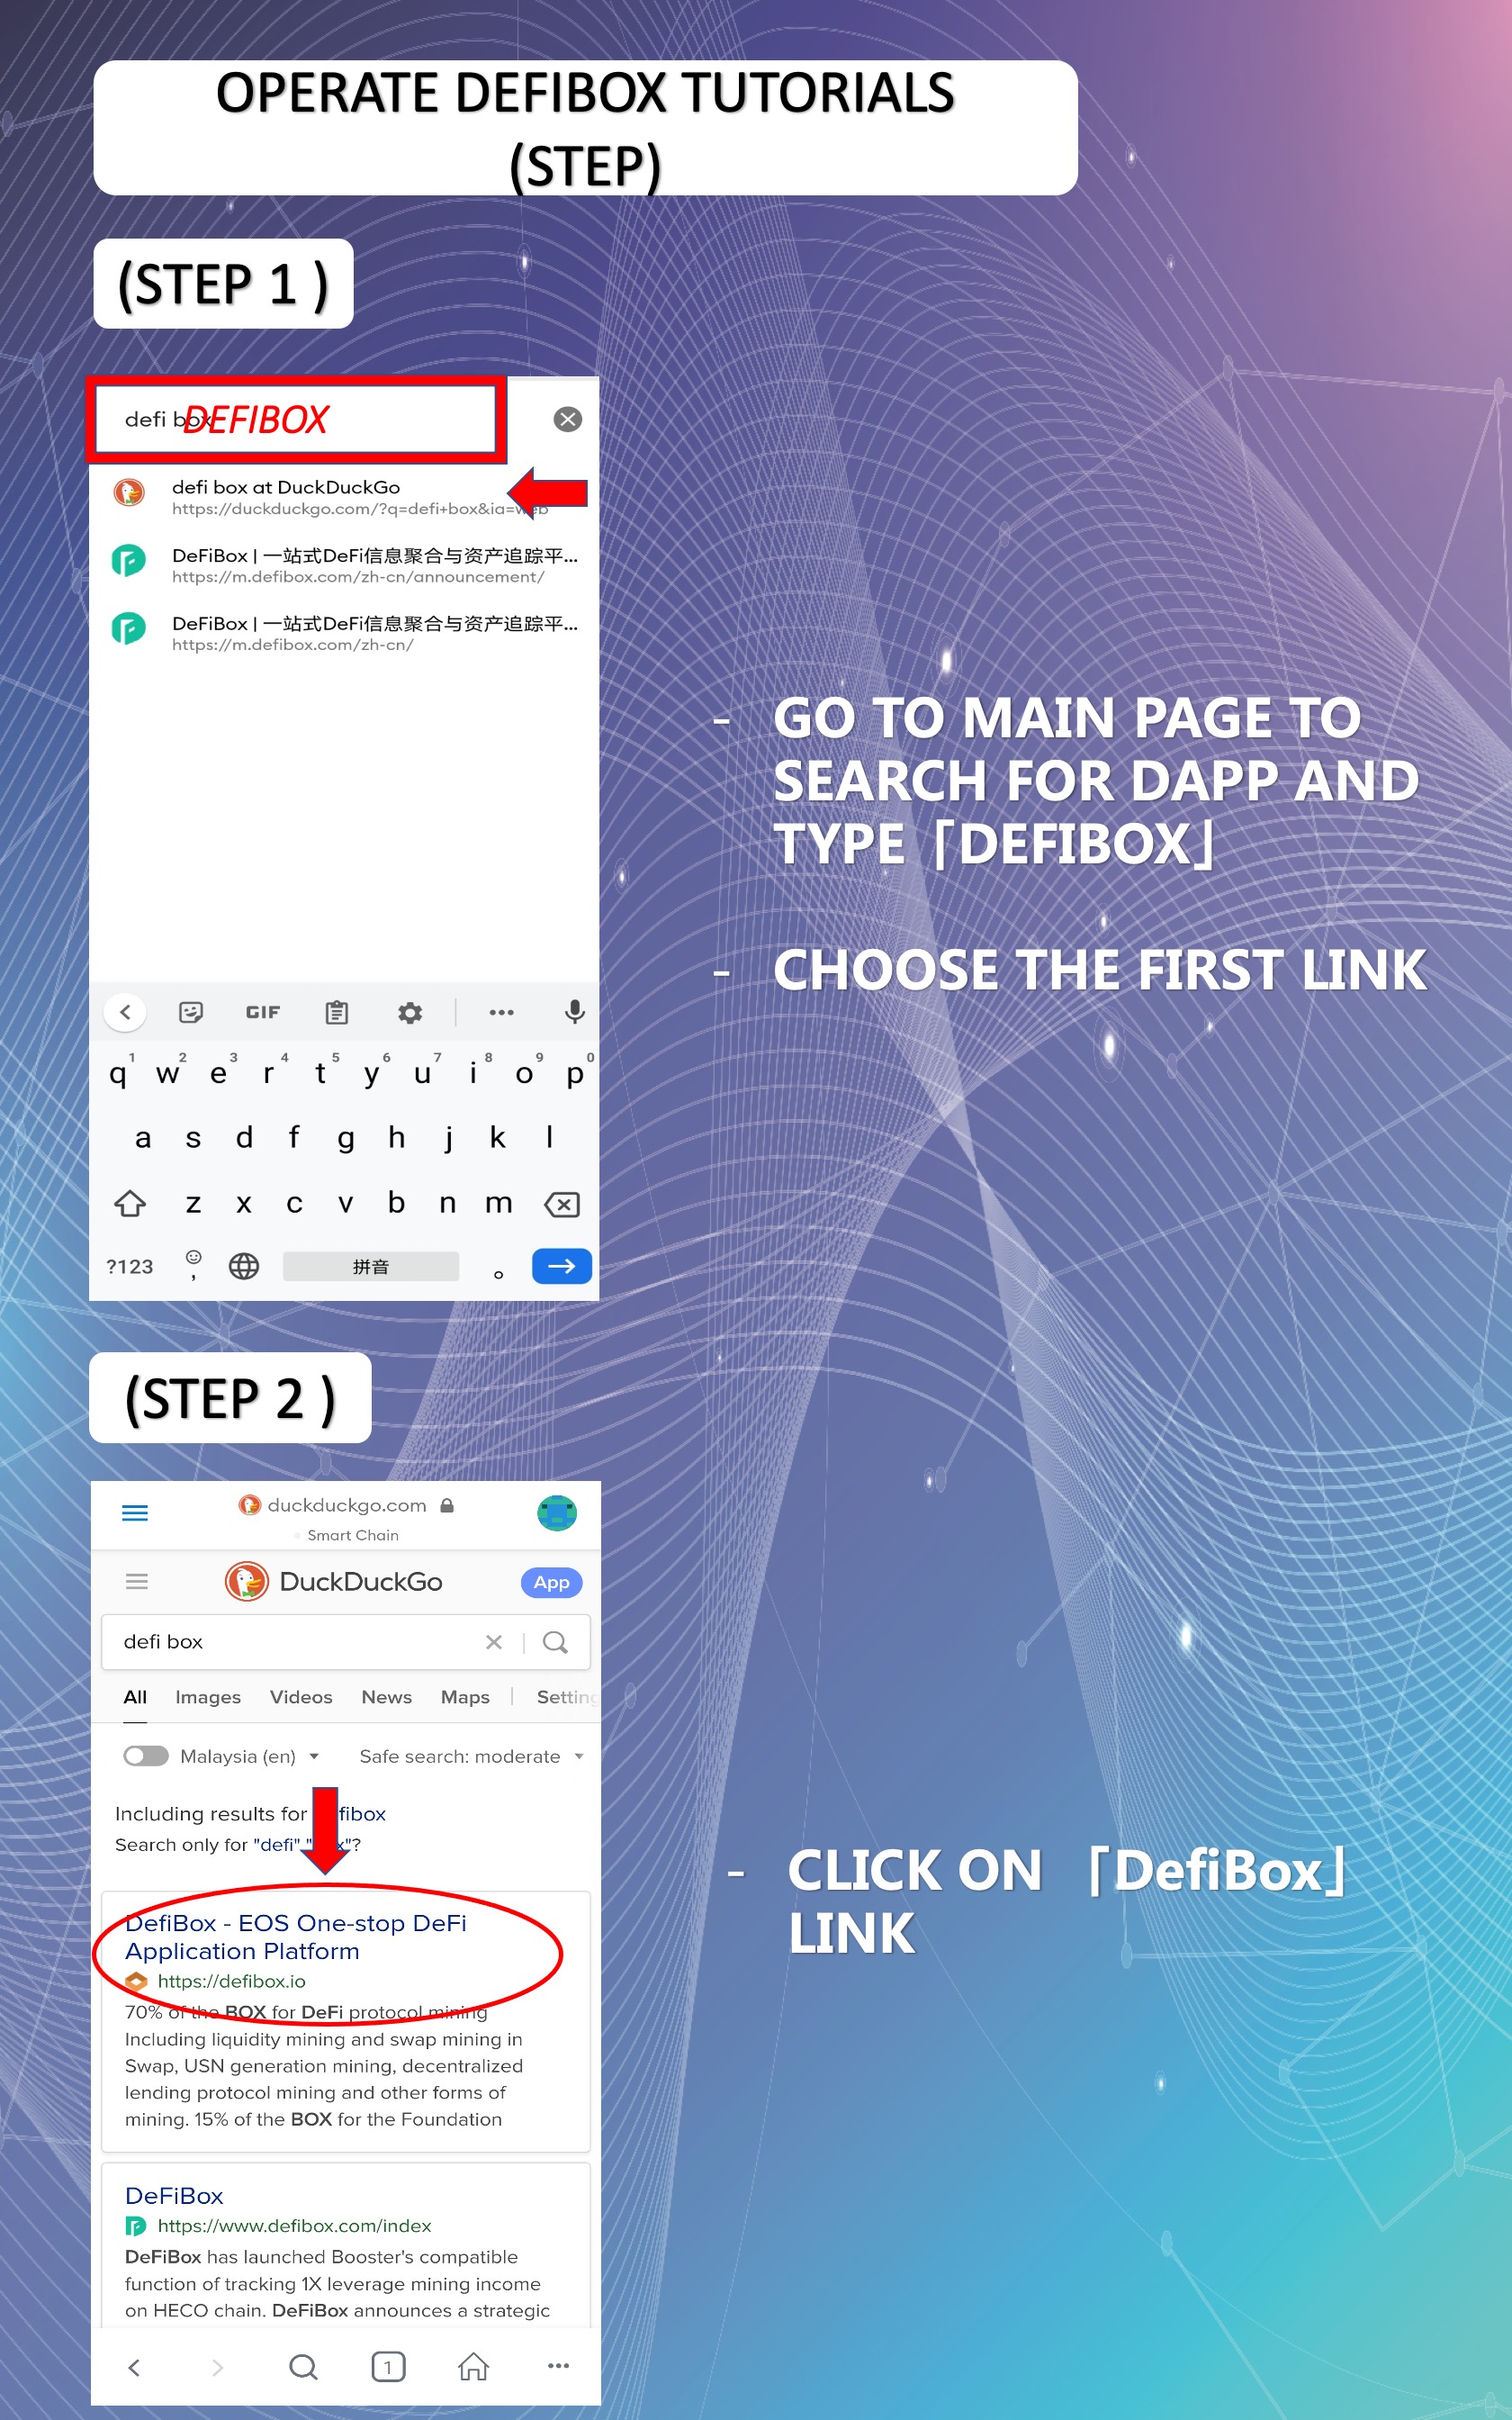 OPERATE DEFIBOX TUTORIALS
(STEP)
(STEP 1 )
defi box
DEFIBOX
defi box at DuckDuckGo
https://duckduckgo.com/?q=defi+box&ia=web
DeFiBox | 一站式DeFi信息聚合与资产追踪平...
https://m.defibox.com/zh-cn/announcement/
DeFiBox | 一站式DeFi信息聚合与资产追踪平...
https://m.defibox.com/zh-cn/
- GO TO MAIN PAGE TO
SEARCH FOR DAPP AND
TYPE「DEFIBOX」
- CHOOSE THE FIRST LINK
GIF
1 2 3 4 5 6 7 8 9 0
q w e r t y u i o p
a s d f g h j k l
z x c v b n m
?123 , 拼音 。
(STEP 2 )
duckduckgo.com
Smart Chain
DuckDuckGo
App
defi box
All Images Videos News Maps Setting
Malaysia (en) Safe search: moderate
Including results for fibox
Search only for "defi" "x"?
DefiBox - EOS One-stop DeFi
Application Platform
https://defibox.io
70% of the BOX for DeFi protocol mining
Including liquidity mining and swap mining in
Swap, USN generation mining, decentralized
lending protocol mining and other forms of
mining. 15% of the BOX for the Foundation
- CLICK ON 「DefiBox」
LINK
DeFiBox
https://www.defibox.com/index
DeFiBox has launched Booster's compatible
function of tracking 1X leverage mining income
on HECO chain. DeFiBox announces a strategic
1